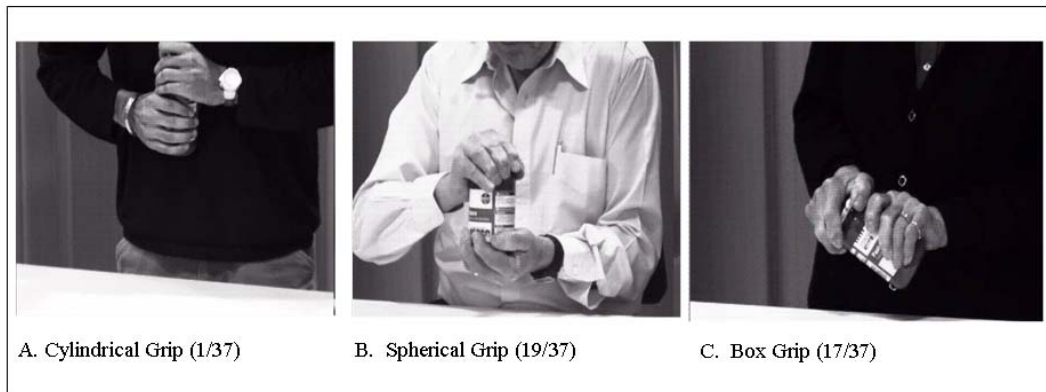 A. Cylindrical Grip (1/37)
B. Spherical Grip (19/37)
C. Box Grip (17/37)